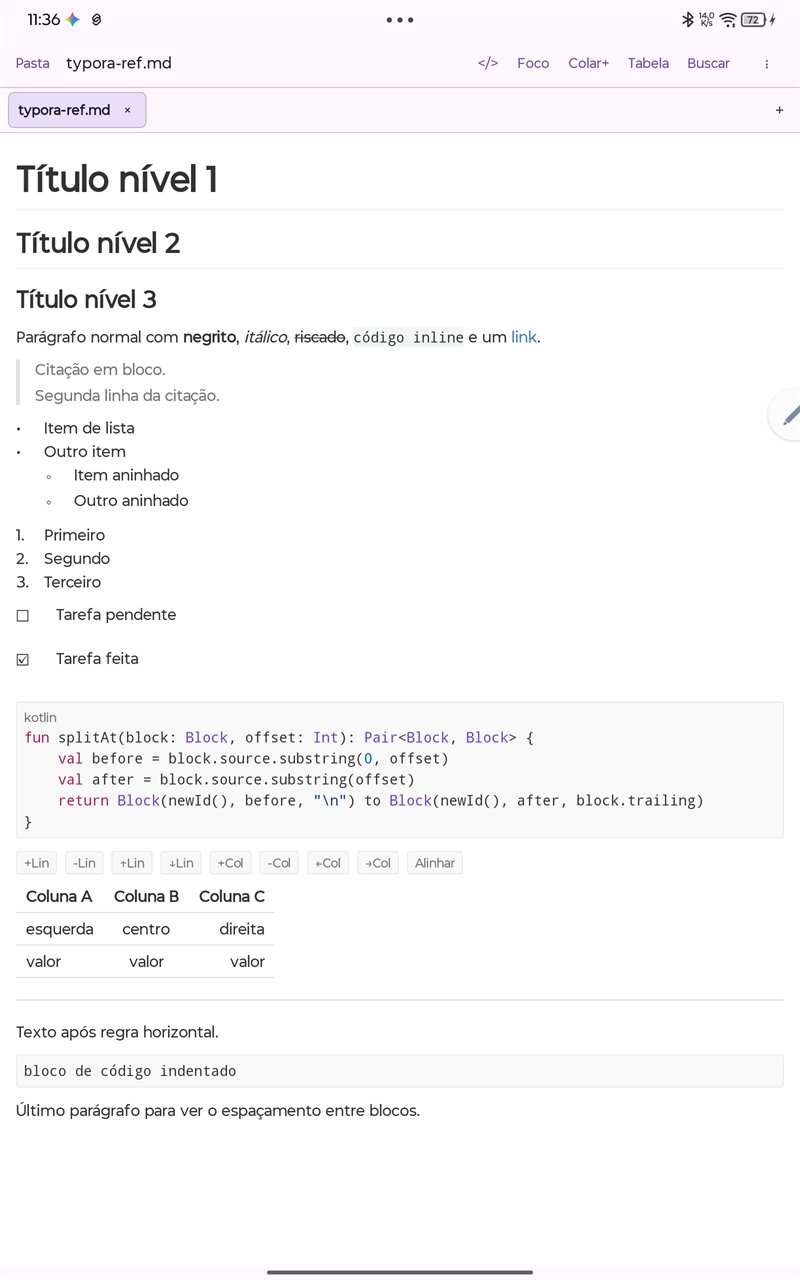 11:36 14,0 K/s 72
Pasta typora-ref.md </> Foco Colar+ Tabela Buscar
typora-ref.md × +
Título nível 1
Título nível 2
Título nível 3
Parágrafo normal com negrito, itálico, riscado, código inline e um link.
Citação em bloco.
Segunda linha da citação.
• Item de lista
• Outro item
◦ Item aninhado
◦ Outro aninhado
1. Primeiro
2. Segundo
3. Terceiro
☐ Tarefa pendente
☑ Tarefa feita
kotlin
fun splitAt(block: Block, offset: Int): Pair<Block, Block> {
    val before = block.source.substring(0, offset)
    val after = block.source.substring(offset)
    return Block(newId(), before, "\n") to Block(newId(), after, block.trailing)
}
+Lin -Lin ↑Lin ↓Lin +Col -Col ←Col →Col Alinhar
Coluna A Coluna B Coluna C
esquerda centro direita
valor valor valor
Texto após regra horizontal.
bloco de código indentado
Último parágrafo para ver o espaçamento entre blocos.